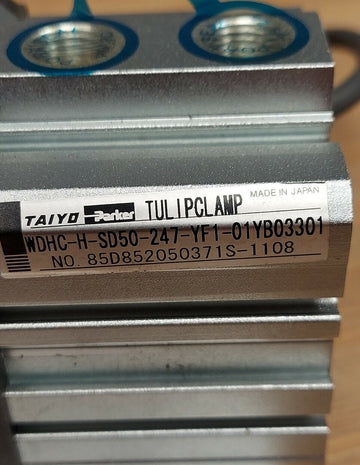 MADE IN JAPAN
TAIYO Parker TULIPCLAMP
WDHC-H-SD50-247-YF1-01YB03301
NO. 85D852050371S-1108